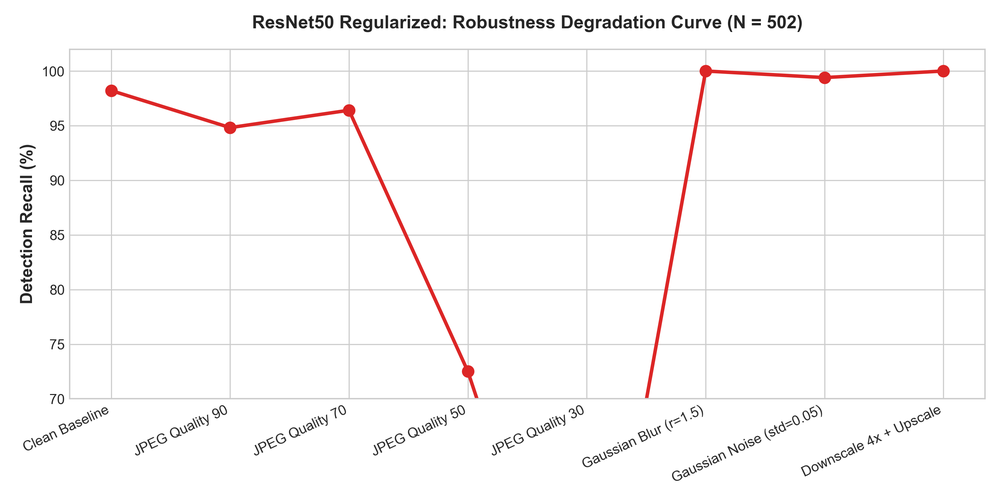 ResNet50 Regularized: Robustness Degradation Curve (N = 502)
Detection Recall (%)
100
95
90
85
80
75
70
Clean Baseline
JPEG Quality 90
JPEG Quality 70
JPEG Quality 50
JPEG Quality 30
Gaussian Blur (r=1.5)
Gaussian Noise (std=0.05)
Downscale 4x + Upscale